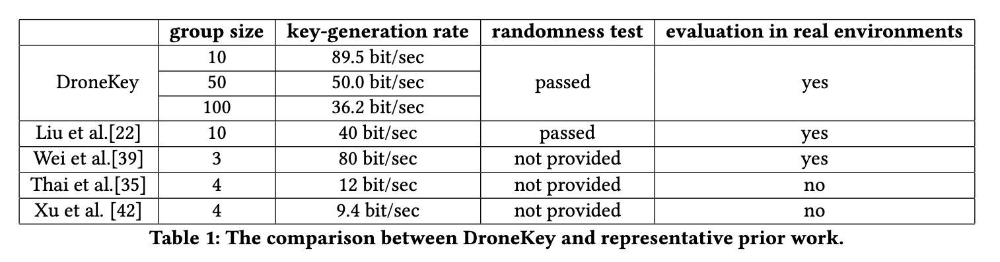 group size key-generation rate randomness test evaluation in real environments
10 89.5 bit/sec
DroneKey 50 50.0 bit/sec passed yes
100 36.2 bit/sec
Liu et al.[22] 10 40 bit/sec passed yes
Wei et al.[39] 3 80 bit/sec not provided yes
Thai et al.[35] 4 12 bit/sec not provided no
Xu et al. [42] 4 9.4 bit/sec not provided no
Table 1: The comparison between DroneKey and representative prior work.